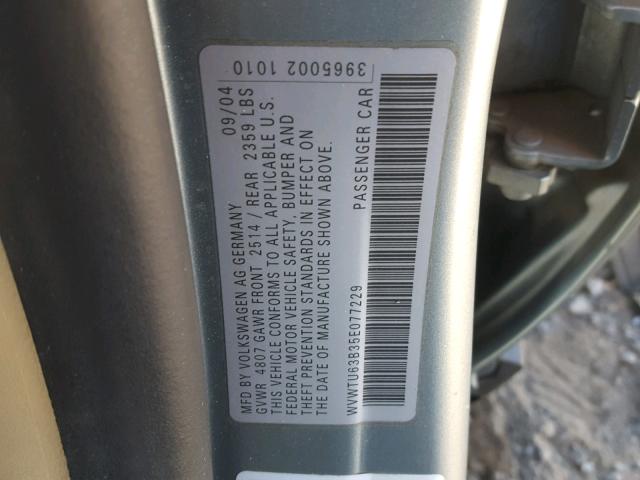 MFD BY VOLKSWAGEN AG GERMANY 09/04
GVWR 4807 GAWR FRONT 2514 / REAR 2359 LBS
THIS VEHICLE CONFORMS TO ALL APPLICABLE U.S.
FEDERAL MOTOR VEHICLE SAFETY, BUMPER AND
THEFT PREVENTION STANDARDS IN EFFECT ON
THE DATE OF MANUFACTURE SHOWN ABOVE.
WVWTU63B35E077229 PASSENGER CAR
3965002 1010